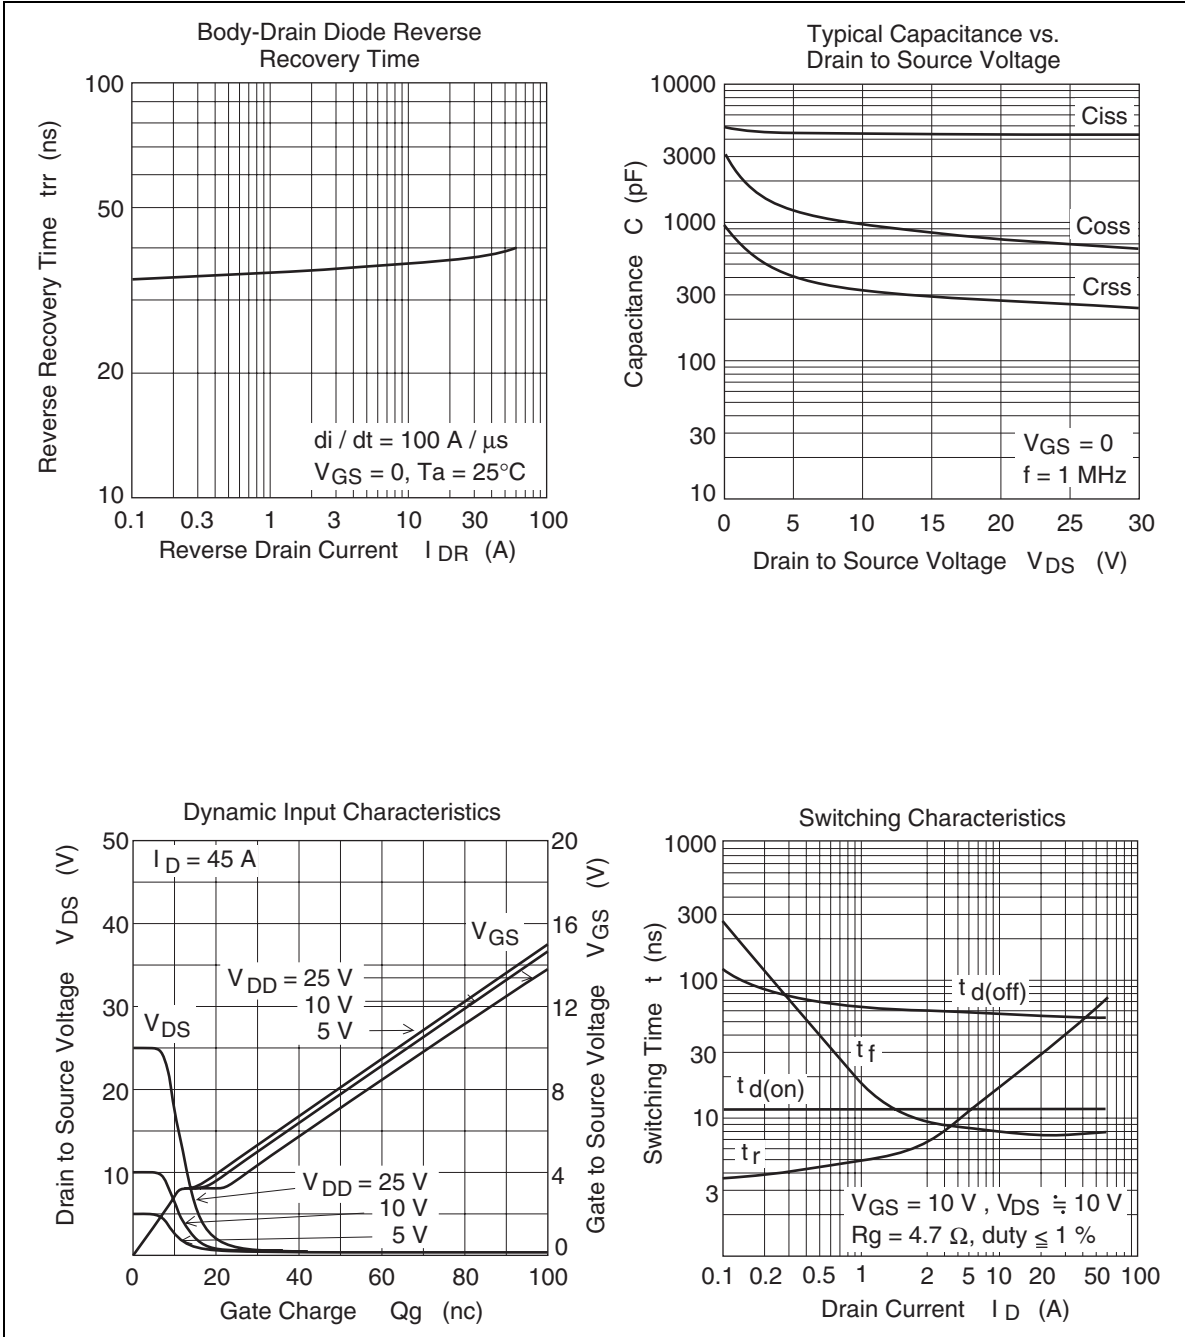 Body-Drain Diode Reverse
Recovery Time
Reverse Recovery Time trr (ns)
100
50
20
10
di / dt = 100 A / μs
VGS = 0, Ta = 25°C
0.1 0.3 1 3 10 30 100
Reverse Drain Current I DR (A)
Typical Capacitance vs.
Drain to Source Voltage
Capacitance C (pF)
10000
3000
1000
300
100
30
10
Ciss
Coss
Crss
VGS = 0
f = 1 MHz
0 5 10 15 20 25 30
Drain to Source Voltage VDS (V)
Dynamic Input Characteristics
Drain to Source Voltage VDS (V)
50
40
30
20
10
0
I D = 45 A
VGS
VDD = 25 V
10 V
5 V
VDS
VDD = 25 V
10 V
5 V
20
16
12
8
4
0
Gate to Source Voltage VGS (V)
0 20 40 60 80 100
Gate Charge Qg (nc)
Switching Characteristics
Switching Time t (ns)
1000
300
100
30
10
3
t d(off)
t f
t d(on)
t r
VGS = 10 V , VDS ≒ 10 V
Rg = 4.7 Ω, duty ≦ 1 %
0.1 0.2 0.5 1 2 5 10 20 50 100
Drain Current I D (A)